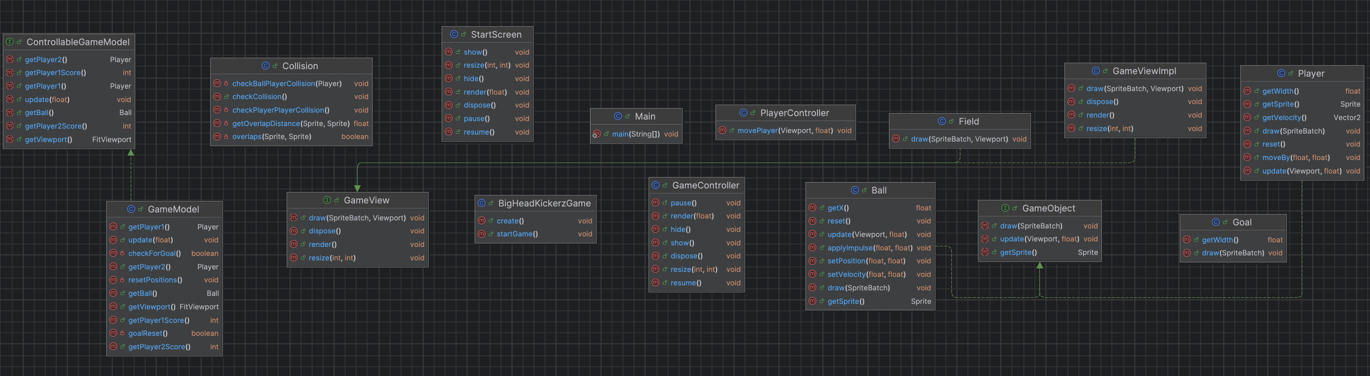 ControllableGameModel
getPlayer2() Player
getPlayer1Score() int
getPlayer1() Player
update(float) void
getBall() Ball
getPlayer2Score() int
getViewport() FitViewport
GameModel
getPlayer1() Player
update(float) void
checkForGoal() boolean
getPlayer2() Player
resetPositions() void
getBall() Ball
getViewport() FitViewport
getPlayer1Score() int
goalReset() boolean
getPlayer2Score() int
Collision
checkBallPlayerCollision(Player) void
checkCollision() void
checkPlayerPlayerCollision() void
getOverlapDistance(Sprite, Sprite) float
overlaps(Sprite, Sprite) boolean
GameView
draw(SpriteBatch, Viewport) void
dispose() void
render() void
resize(int, int) void
StartScreen
show() void
resize(int, int) void
hide() void
render(float) void
dispose() void
pause() void
resume() void
BigHeadKickerzGame
create() void
startGame() void
Main
main(String[]) void
PlayerController
movePlayer(Viewport, float) void
GameController
pause() void
render(float) void
hide() void
show() void
dispose() void
resize(int, int) void
resume() void
Field
draw(SpriteBatch, Viewport) void
Ball
getX() float
reset() void
update(Viewport, float) void
applyImpulse(float, float) void
setPosition(float, float) void
setVelocity(float, float) void
draw(SpriteBatch) void
getSprite() Sprite
GameViewImpl
draw(SpriteBatch, Viewport) void
dispose() void
render() void
resize(int, int) void
GameObject
draw(SpriteBatch) void
update(Viewport, float) void
getSprite() Sprite
Player
getWidth() float
getSprite() Sprite
getVelocity() Vector2
draw(SpriteBatch) void
reset() void
moveBy(float, float) void
update(Viewport, float) void
Goal
getWidth() float
draw(SpriteBatch) void